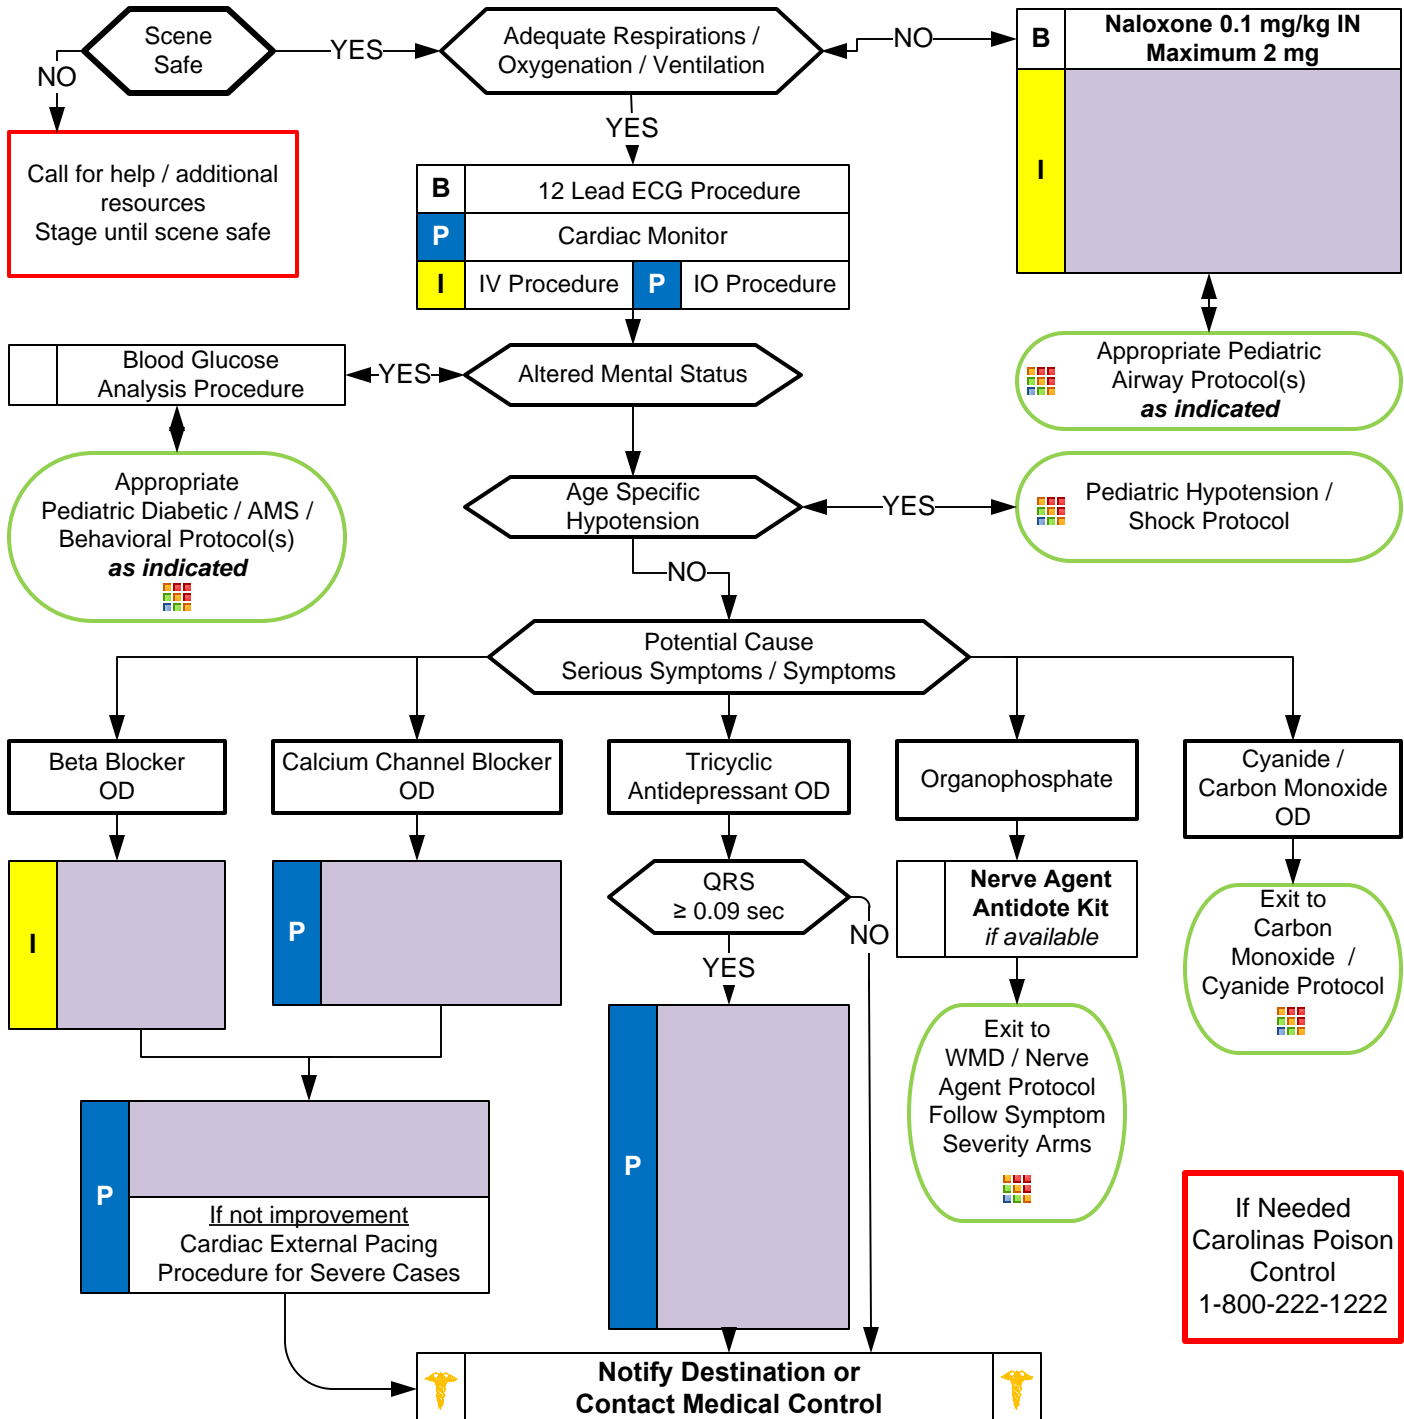 Scene
Safe
YES
Adequate Respirations /
Oxygenation / Ventilation
NO
B
Naloxone 0.1 mg/kg IN
Maximum 2 mg
I
NO
Call for help / additional
resources
Stage until scene safe
YES
B
12 Lead ECG Procedure
P
Cardiac Monitor
I
IV Procedure
P
IO Procedure
Appropriate Pediatric
Airway Protocol(s)
as indicated
Blood Glucose
Analysis Procedure
YES
Altered Mental Status
Appropriate
Pediatric Diabetic / AMS /
Behavioral Protocol(s)
as indicated
Age Specific
Hypotension
YES
Pediatric Hypotension /
Shock Protocol
NO
Potential Cause
Serious Symptoms / Symptoms
Beta Blocker
OD
Calcium Channel Blocker
OD
Tricyclic
Antidepressant OD
Organophosphate
Cyanide /
Carbon Monoxide
OD
I
P
QRS
≥ 0.09 sec
NO
YES
Nerve Agent
Antidote Kit
if available
Exit to
Carbon
Monoxide /
Cyanide Protocol
P
Exit to
WMD / Nerve
Agent Protocol
Follow Symptom
Severity Arms
P
If not improvement
Cardiac External Pacing
Procedure for Severe Cases
If Needed
Carolinas Poison
Control
1-800-222-1222
Notify Destination or
Contact Medical Control